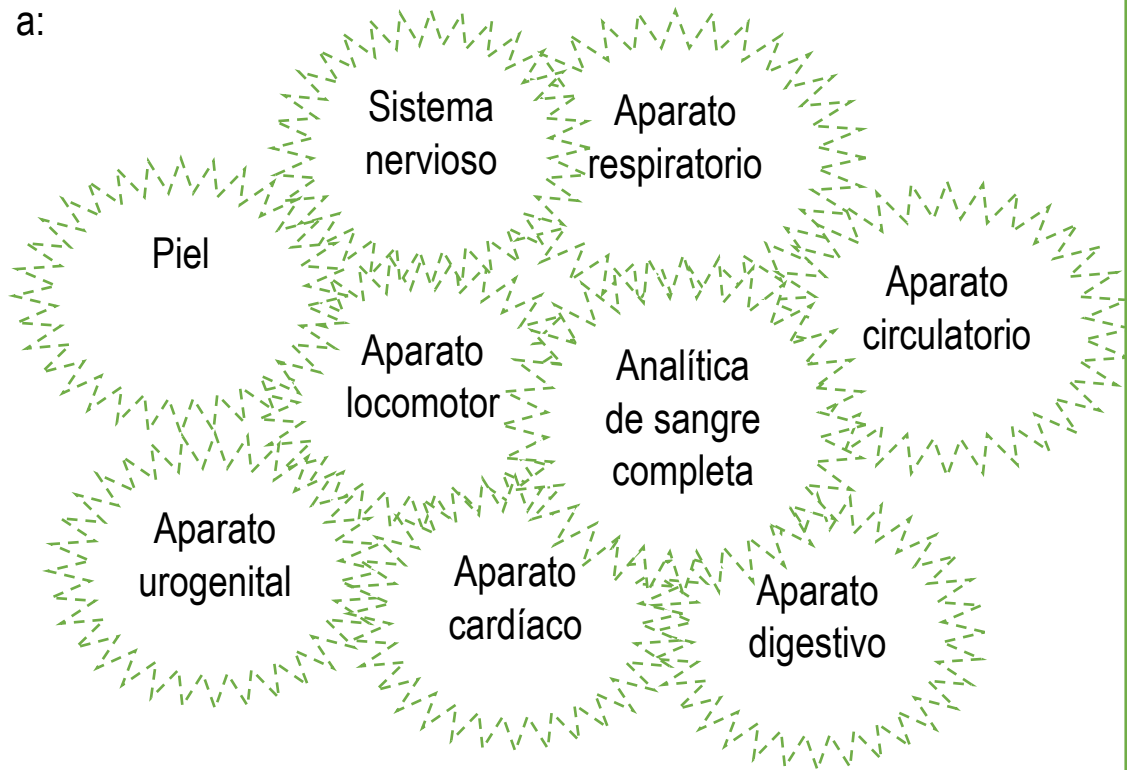 a:
Sistema
nervioso
Aparato
respiratorio
Piel
Aparato
circulatorio
Aparato
locomotor
Analítica
de sangre
completa
Aparato
urogenital
Aparato
cardíaco
Aparato
digestivo